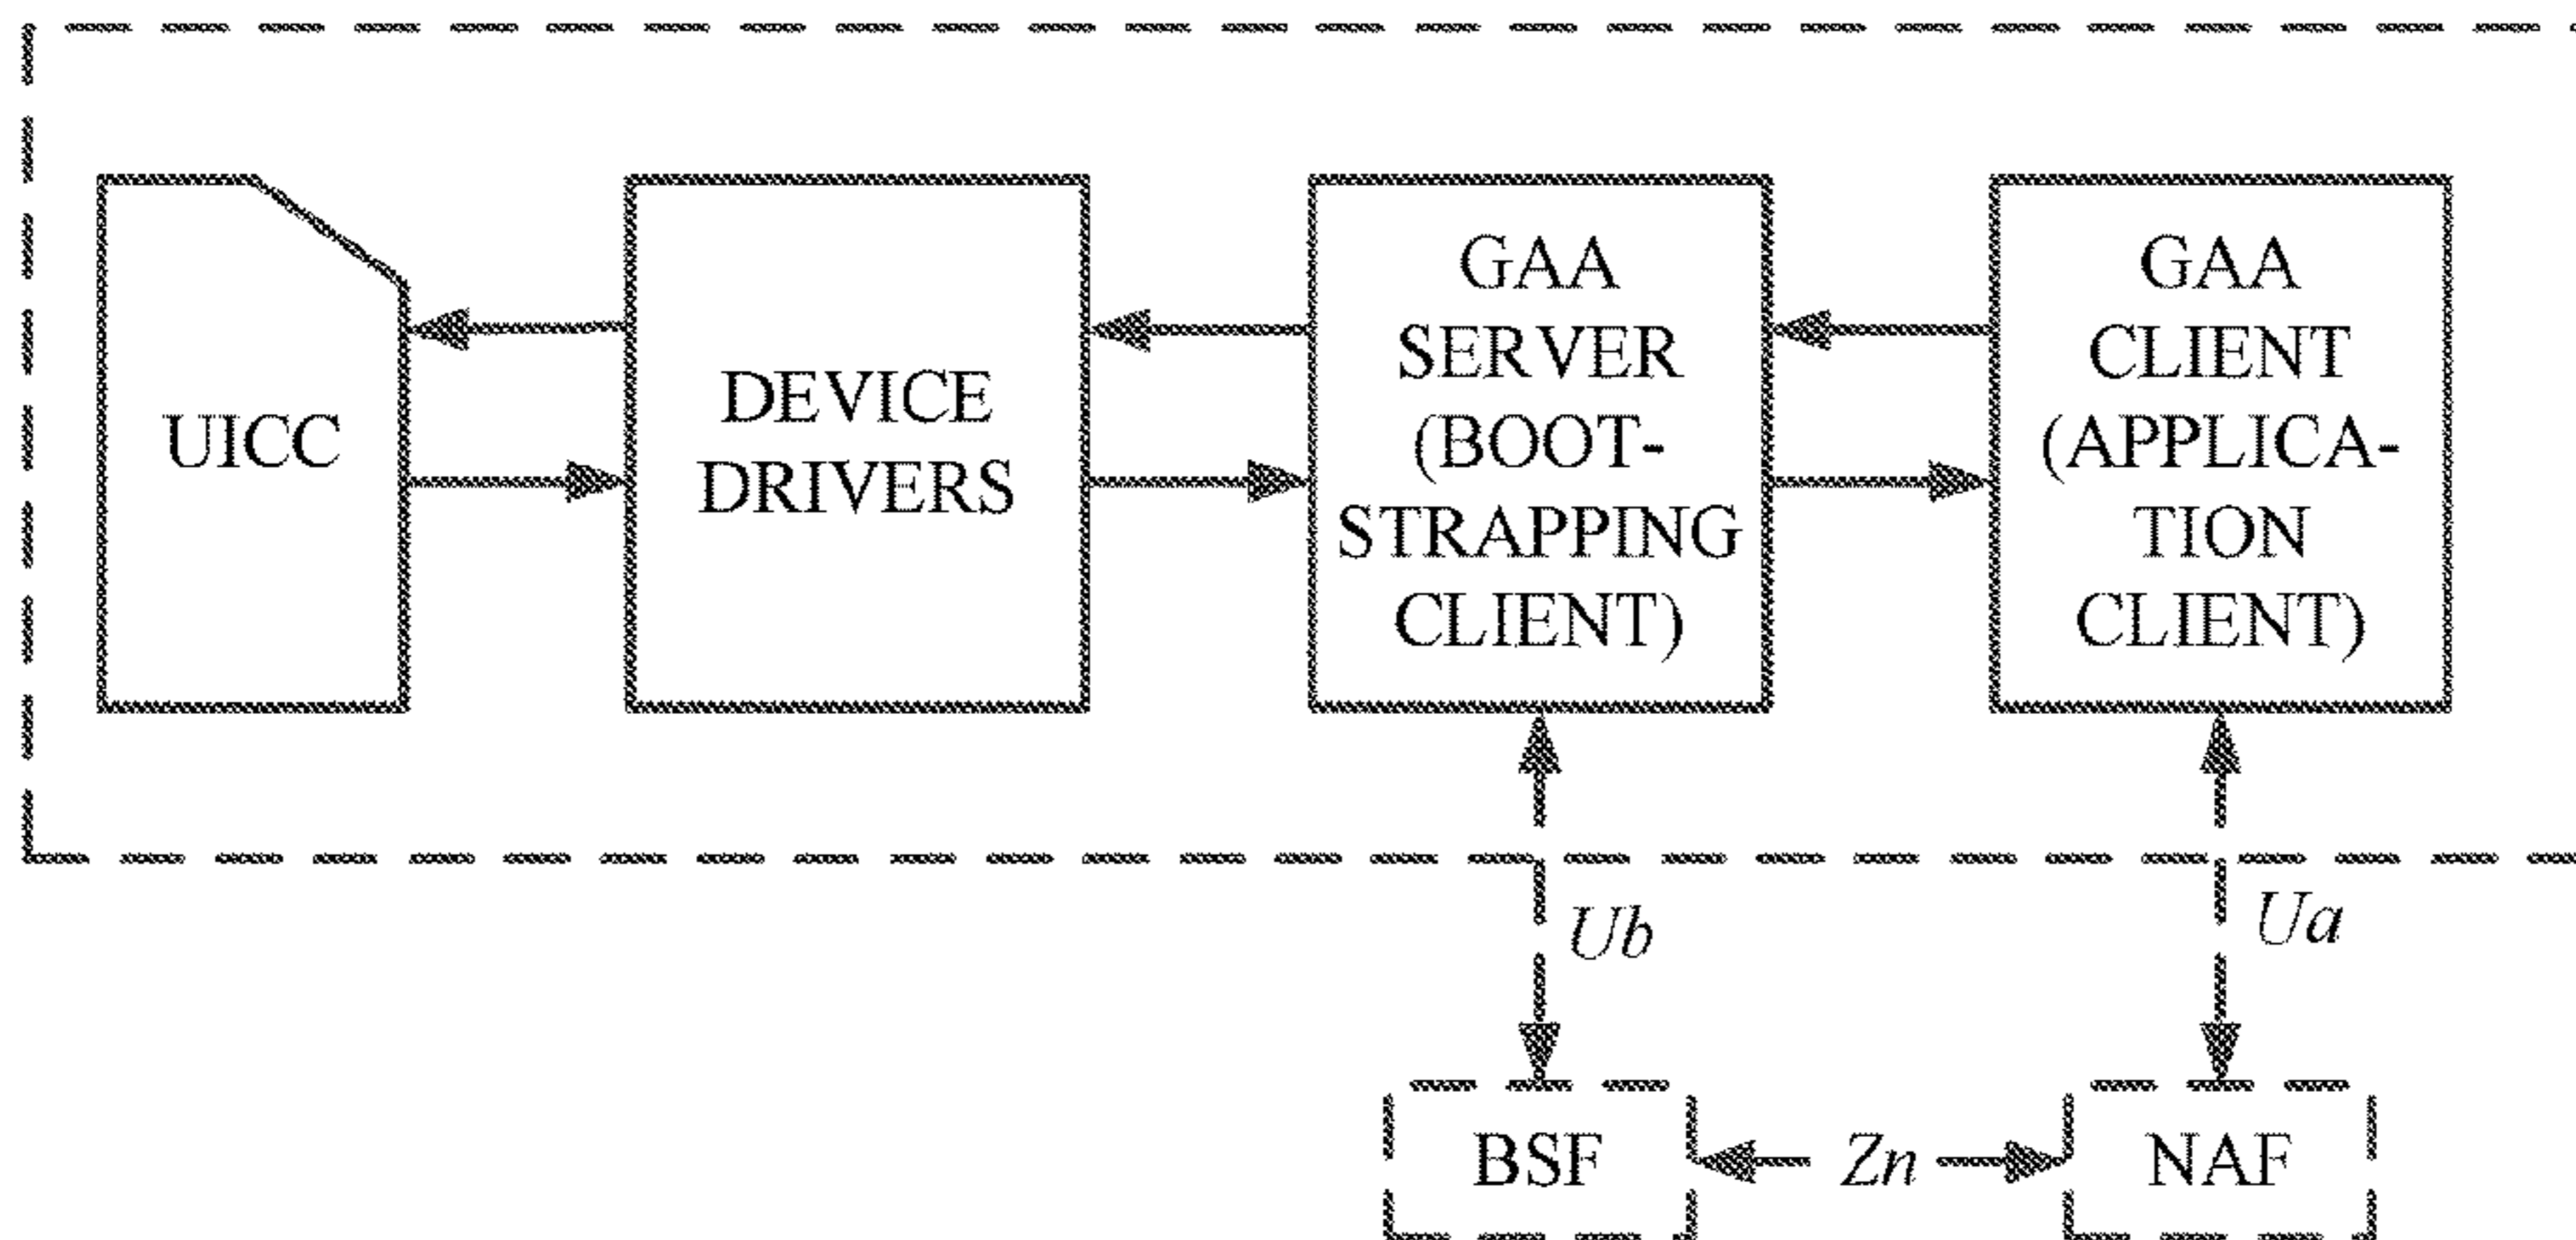 UICC
DEVICE
DRIVERS
GAA
SERVER
(BOOT-
STRAPPING
CLIENT)
GAA
CLIENT
(APPLICA-
TION
CLIENT)
Ub
Ua
BSF
Zn
NAF